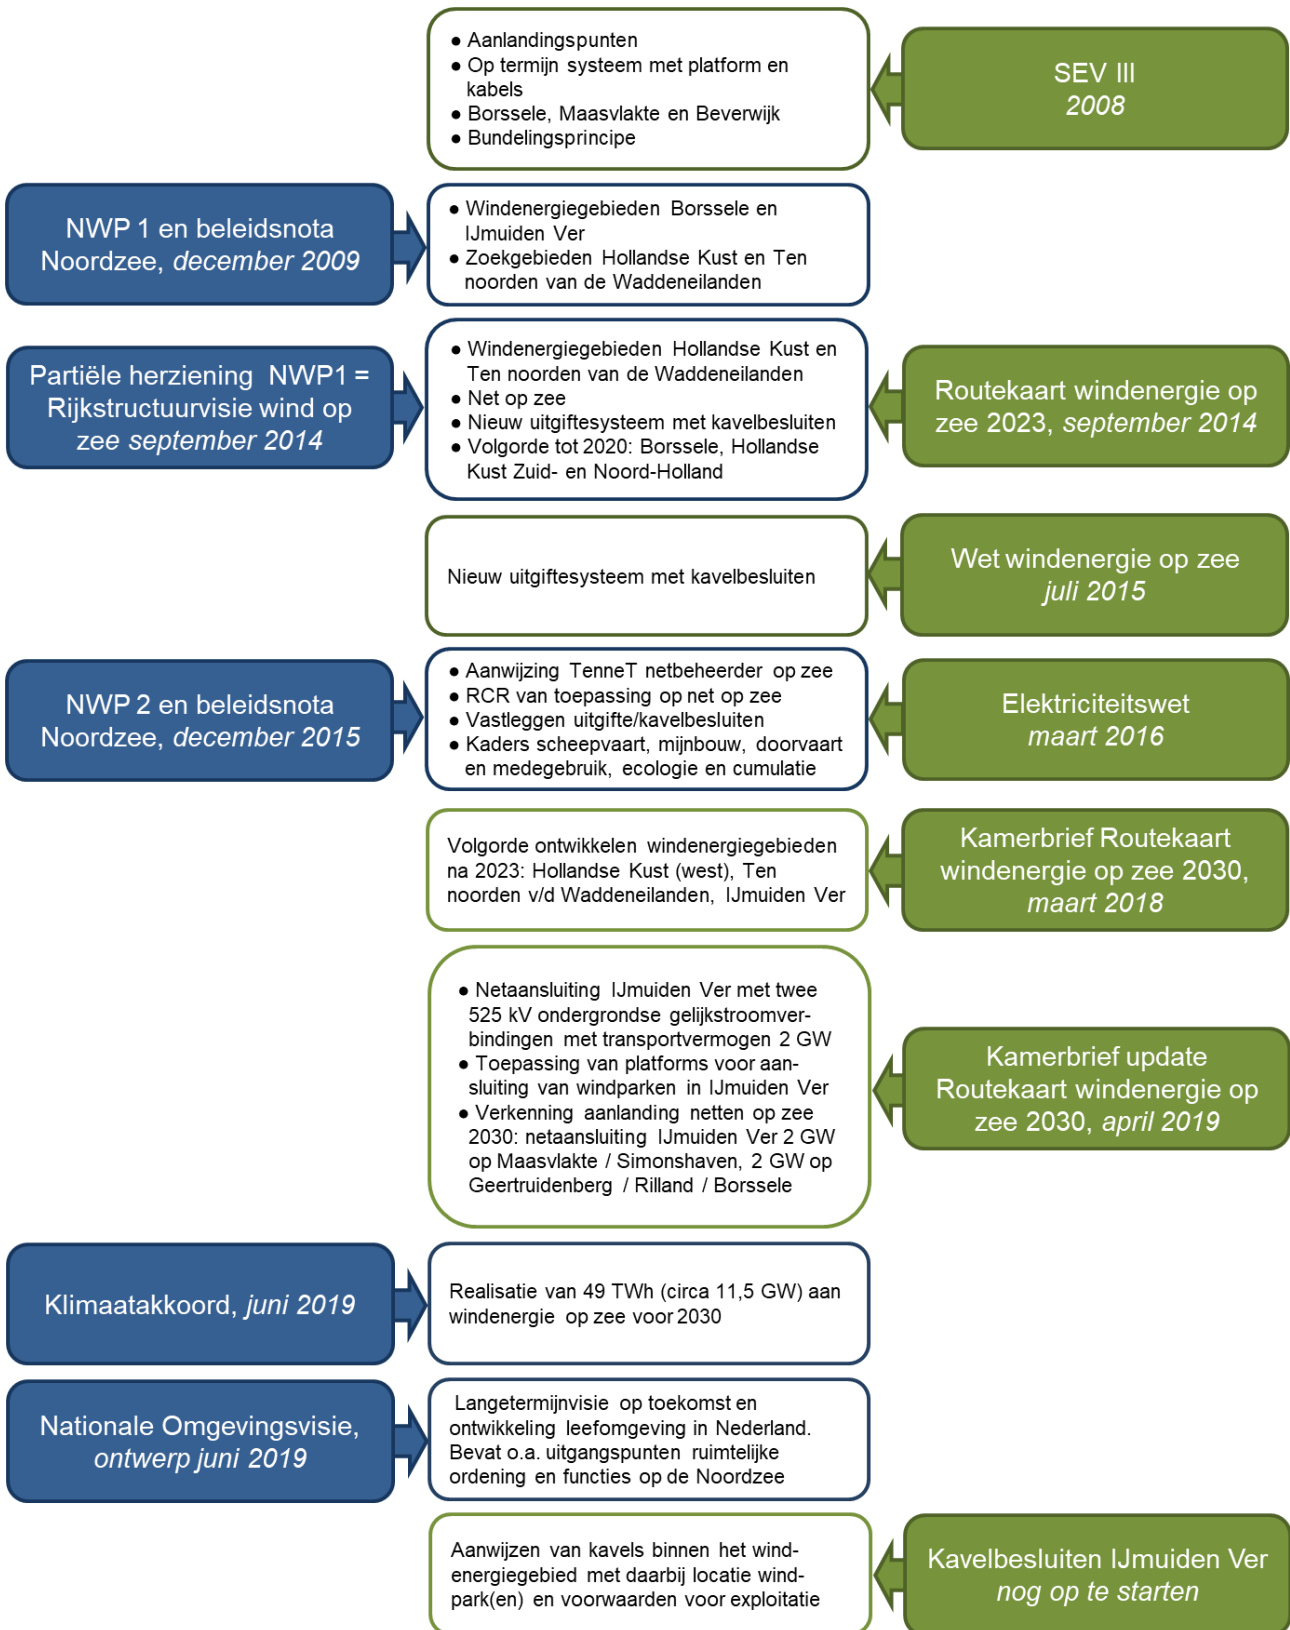 ● Aanlandingspunten
● Op termijn systeem met platform en
kabels
● Borssele, Maasvlakte en Beverwijk
● Bundelingsprincipe
SEV III
2008
NWP 1 en beleidsnota
Noordzee, december 2009
● Windenergiegebieden Borssele en
IJmuiden Ver
● Zoekgebieden Hollandse Kust en Ten
noorden van de Waddeneilanden
Partiële herziening NWP1 =
Rijkstructuurvisie wind op
zee september 2014
● Windenergiegebieden Hollandse Kust en
Ten noorden van de Waddeneilanden
● Net op zee
● Nieuw uitgiftesysteem met kavelbesluiten
● Volgorde tot 2020: Borssele, Hollandse
Kust Zuid- en Noord-Holland
Routekaart windenergie op
zee 2023, september 2014
Nieuw uitgiftesysteem met kavelbesluiten
Wet windenergie op zee
juli 2015
NWP 2 en beleidsnota
Noordzee, december 2015
● Aanwijzing TenneT netbeheerder op zee
● RCR van toepassing op net op zee
● Vastleggen uitgifte/kavelbesluiten
● Kaders scheepvaart, mijnbouw, doorvaart
en medegebruik, ecologie en cumulatie
Elektriciteitswet
maart 2016
Volgorde ontwikkelen windenergiegebieden
na 2023: Hollandse Kust (west), Ten
noorden v/d Waddeneilanden, IJmuiden Ver
Kamerbrief Routekaart
windenergie op zee 2030,
maart 2018
● Netaansluiting IJmuiden Ver met twee
525 kV ondergrondse gelijkstroomver-
bindingen met transportvermogen 2 GW
● Toepassing van platforms voor aan-
sluiting van windparken in IJmuiden Ver
● Verkenning aanlanding netten op zee
2030: netaansluiting IJmuiden Ver 2 GW
op Maasvlakte / Simonshaven, 2 GW op
Geertruidenberg / Rilland / Borssele
Kamerbrief update
Routekaart windenergie op
zee 2030, april 2019
Klimaatakkoord, juni 2019
Realisatie van 49 TWh (circa 11,5 GW) aan
windenergie op zee voor 2030
Nationale Omgevingsvisie,
ontwerp juni 2019
Langetermijnvisie op toekomst en
ontwikkeling leefomgeving in Nederland.
Bevat o.a. uitgangspunten ruimtelijke
ordening en functies op de Noordzee
Aanwijzen van kavels binnen het wind-
energiegebied met daarbij locatie wind-
park(en) en voorwaarden voor exploitatie
Kavelbesluiten IJmuiden Ver
nog op te starten